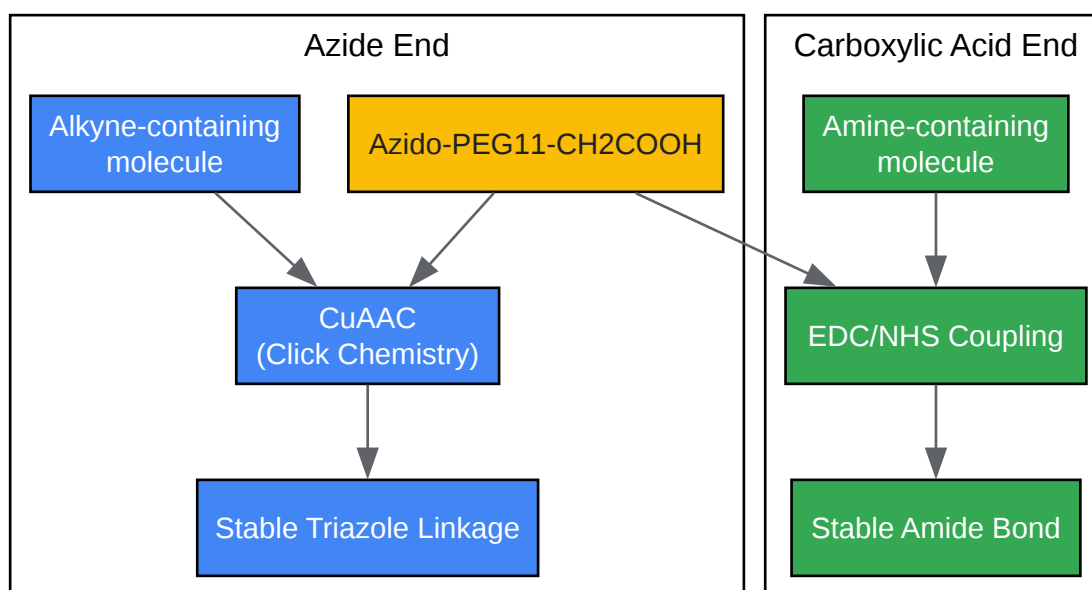 Azide End
Carboxylic Acid End
Alkyne-containing
molecule
Azido-PEG11-CH2COOH
Amine-containing
molecule
CuAAC
(Click Chemistry)
EDC/NHS Coupling
Stable Triazole Linkage
Stable Amide Bond